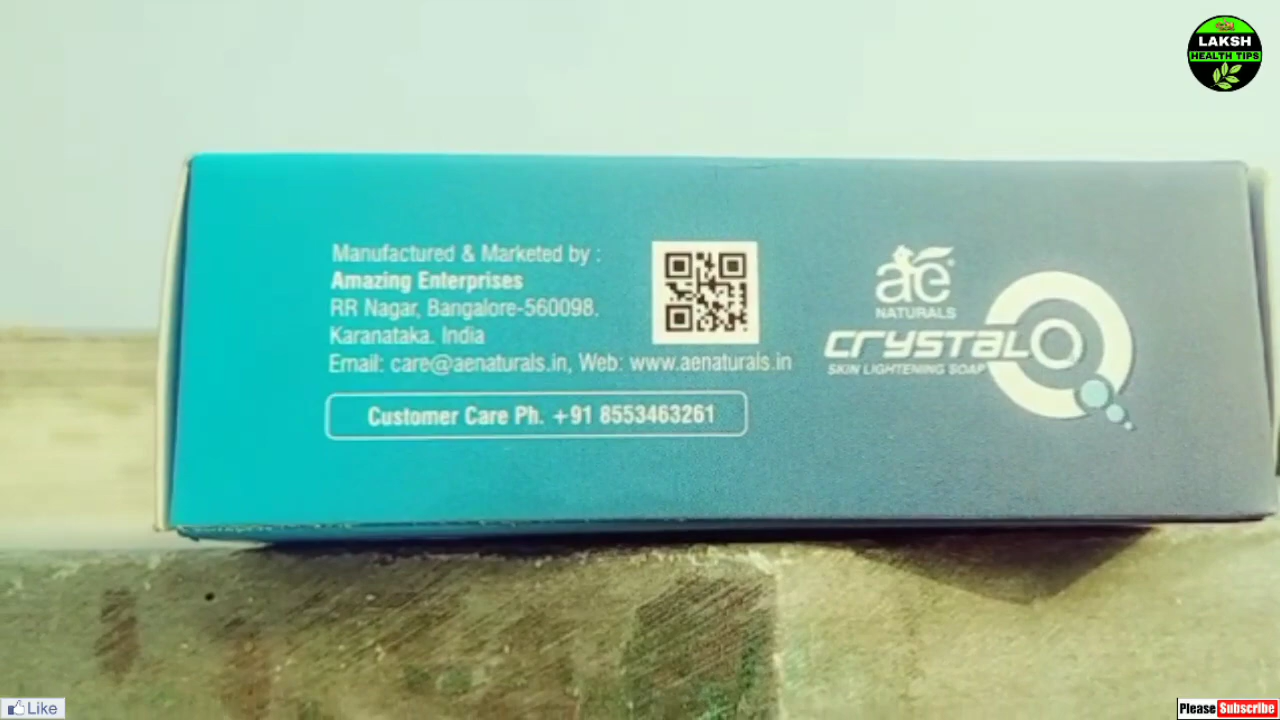 LAKSH
HEALTH TIPS
Manufactured & Marketed by :
Amazing Enterprises
RR Nagar, Bangalore-560098.
Karanataka. India
Email: care@aenaturals.in, Web: www.aenaturals.in
Customer Care Ph. +91 8553463261
ae
NATURALS
CRYSTAL
SKIN LIGHTENING SOAP
Like
Please Subscribe